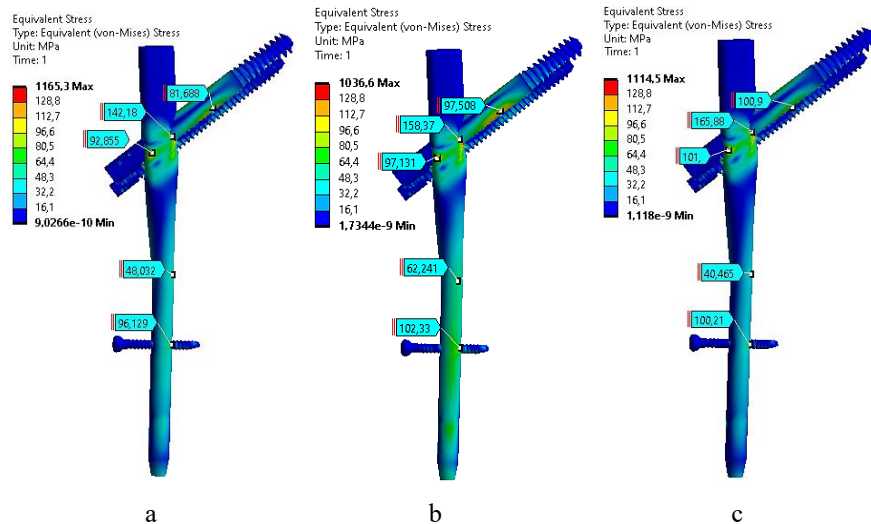 Equivalent Stress
Type: Equivalent (von-Mises) Stress
Unit: MPa
Time: 1
1165,3 Max
128,8
112,7
96,6
80,5
64,4
48,3
32,2
16,1
9,0266e-10 Min
81,688
142,18
92,855
48,032
96,129
a
Equivalent Stress
Type: Equivalent (von-Mises) Stress
Unit: MPa
Time: 1
1036,6 Max
128,8
112,7
96,6
80,5
64,4
48,3
32,2
16,1
1,7344e-9 Min
97,508
158,37
97,131
62,241
102,33
b
Equivalent Stress
Type: Equivalent (von-Mises) Stress
Unit: MPa
Time: 1
1114,5 Max
128,8
112,7
96,6
80,5
64,4
48,3
32,2
16,1
1,118e-9 Min
100,9
165,88
101,
40,465
100,21
c